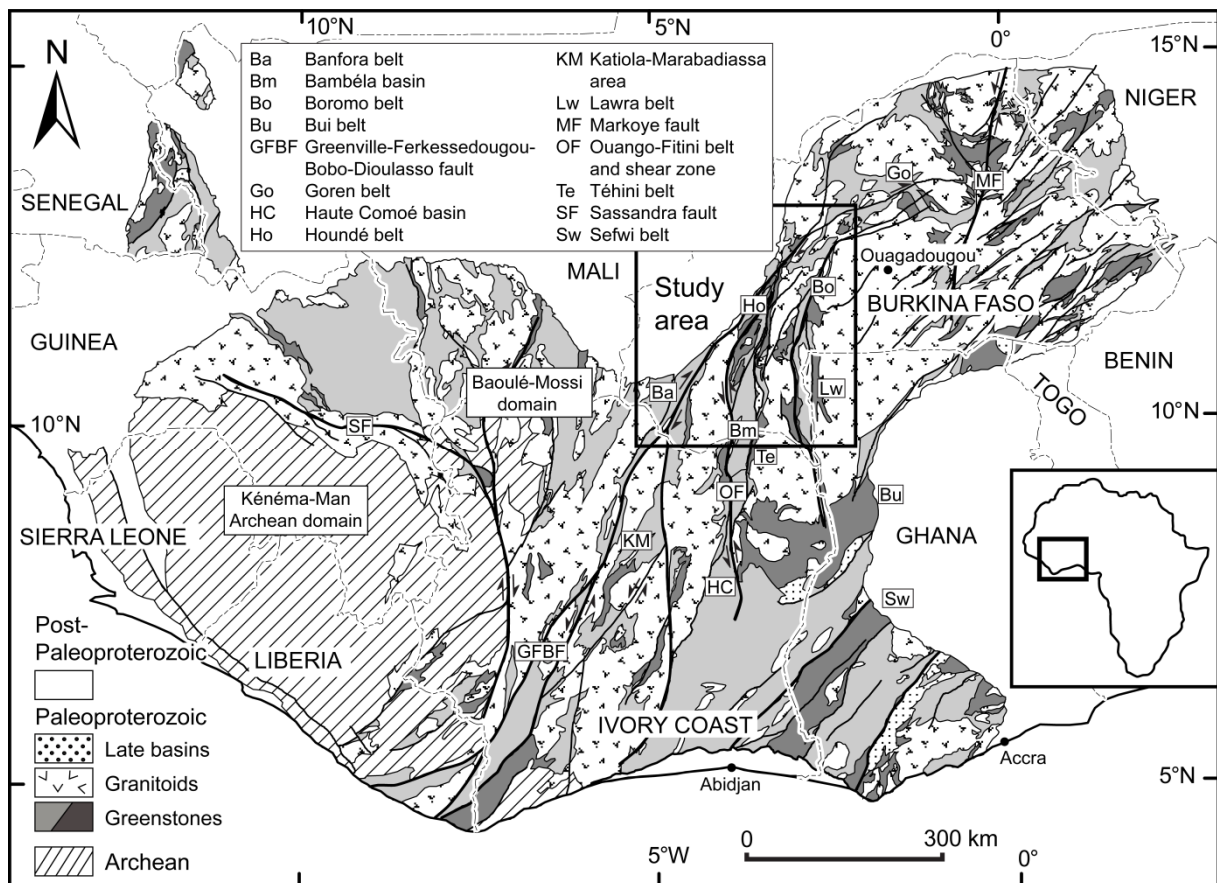 10°W
5°W
0°
15°N
N
Ba Banfora belt
Bm Bambéla basin
Bo Boromo belt
Bu Bui belt
GFBF Greenville-Ferkessedougou-
Bobo-Dioulasso fault
Go Goren belt
HC Haute Comoé basin
Ho Houndé belt
KM Katiola-Marabadiassa
area
Lw Lawra belt
MF Markoye fault
OF Ouango-Fitini belt
and shear zone
Te Téhini belt
SF Sassandra fault
Sw Sefwi belt
NIGER
SENEGAL
Go
MF
MALI
Ouagadougou
Study
area
Ho
Bo
BURKINA FASO
GUINEA
BENIN
Baoulé-Mossi
domain
Ba
Lw
TOGO
10°N
10°N
SF
Bm
Te
Kénéma-Man
Archean domain
OF
Bu
SIERRA LEONE
KM
GHANA
HC
Sw
Post-
Paleoproterozoic
LIBERIA
GFBF
Paleoproterozoic
Late basins
Granitoids
Greenstones
Archean
IVORY COAST
Accra
Abidjan
5°N
5°N
0 300 km
5°W
0°